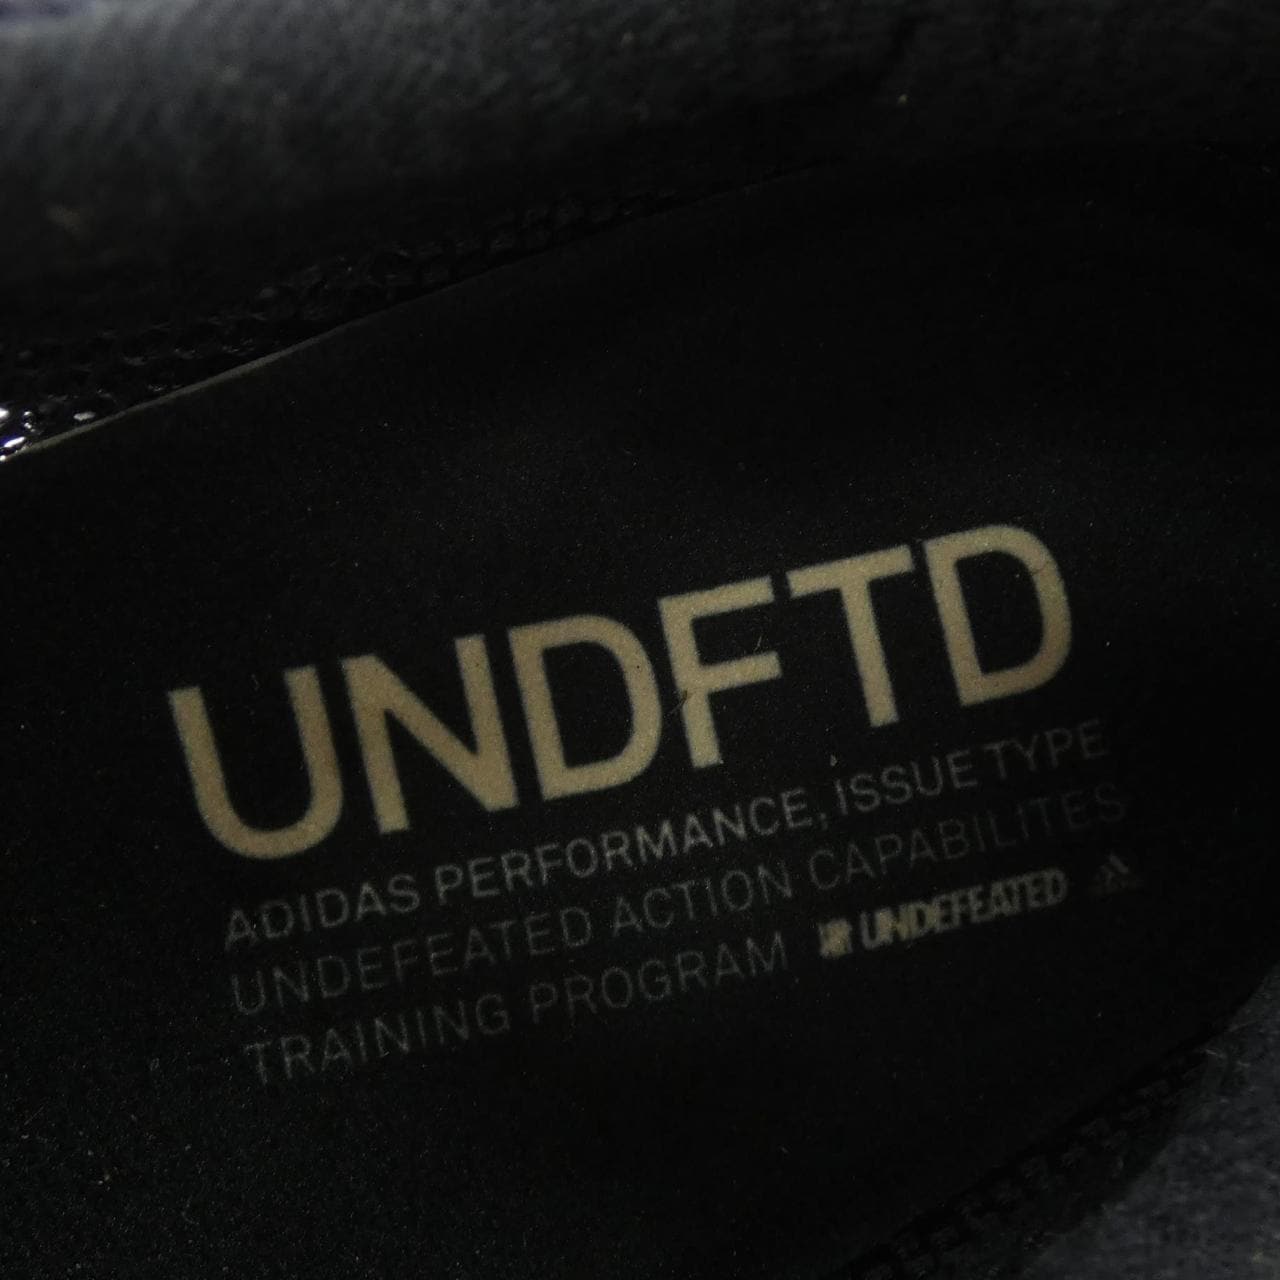 UNDFTD
ADIDAS PERFORMANCE, ISSUE TYPE
UNDEFEATED ACTION CAPABILITES
TRAINING PROGRAM UNDEFEATED